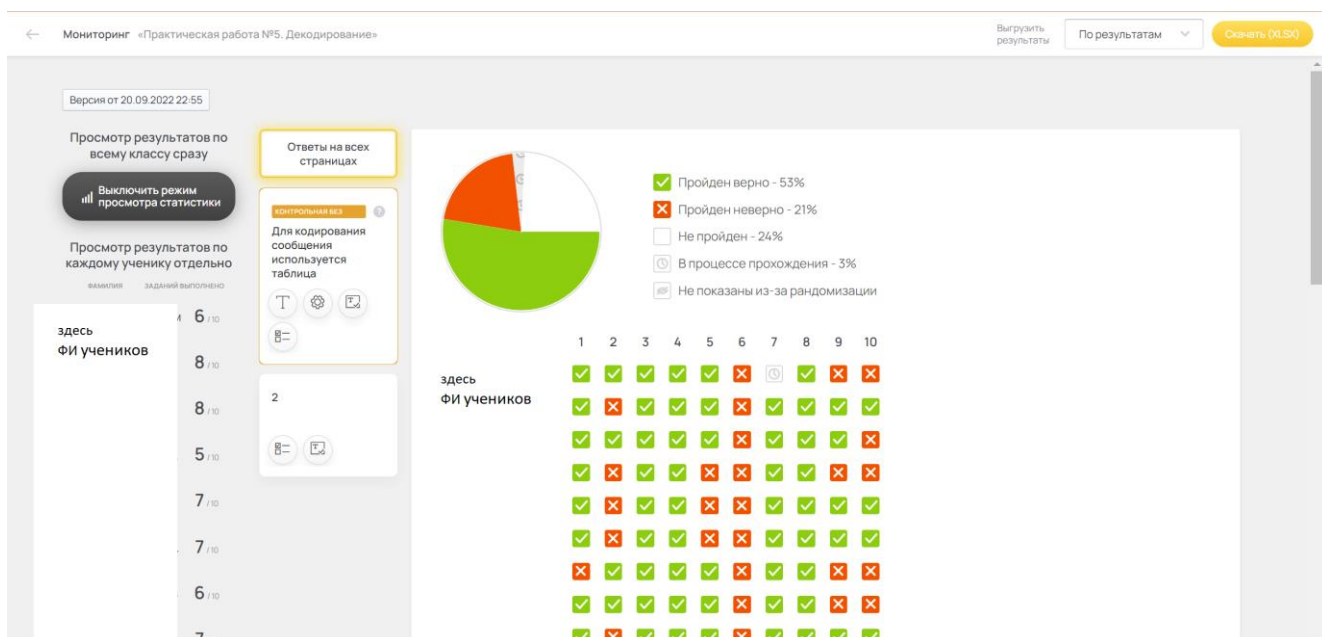 Мониторинг «Практическая работа №5. Декодирование»
Выгрузить
результаты
По результатам
Скачать (XLSX)
Версия от 20.09.2022 22:55
Просмотр результатов по
всему классу сразу
Выключить режим
просмотра статистики
Просмотр результатов по
каждому ученику отдельно
ФАМИЛИЯ ЗАДАНИЙ ВЫПОЛНЕНО
здесь
ФИ учеников
6 / 10
8 / 10
8 / 10
5 / 10
7 / 10
7 / 10
6 / 10
7
Ответы на всех
страницах
КОНТРОЛЬНАЯ БЕЗ
Для кодирования
сообщения
используется
таблица
2
Пройден верно - 53%
Пройден неверно - 21%
Не пройден - 24%
В процессе прохождения - 3%
Не показаны из-за рандомизации
1 2 3 4 5 6 7 8 9 10
здесь
ФИ учеников